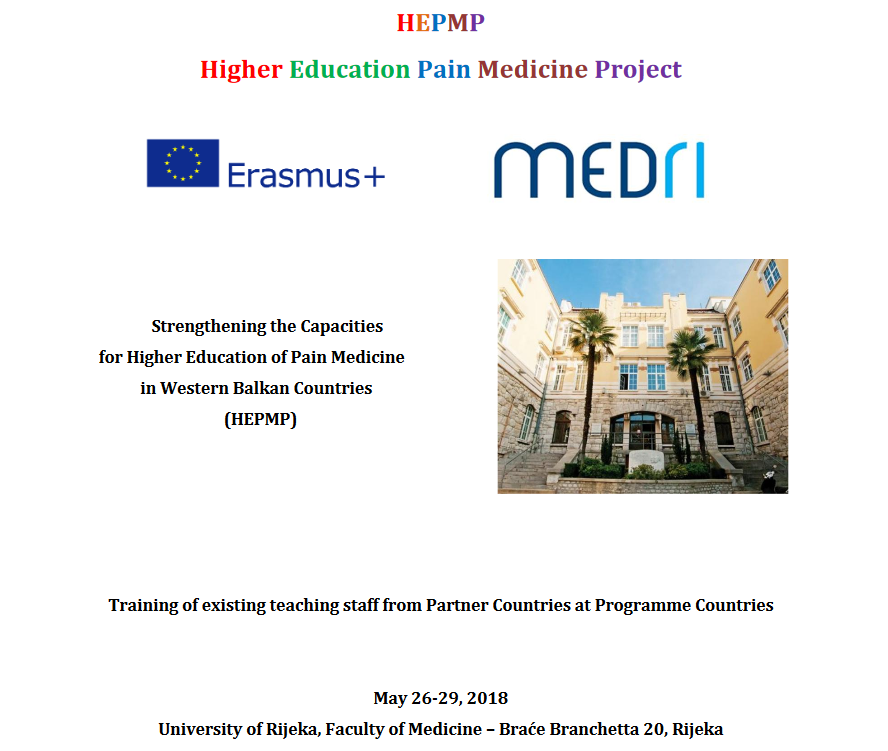 HEPMP
Higher Education Pain Medicine Project
Erasmus+
MEDRI
Strengthening the Capacities
for Higher Education of Pain Medicine
in Western Balkan Countries
(HEPMP)
Training of existing teaching staff from Partner Countries at Programme Countries
May 26-29, 2018
University of Rijeka, Faculty of Medicine – Braće Branchetta 20, Rijeka